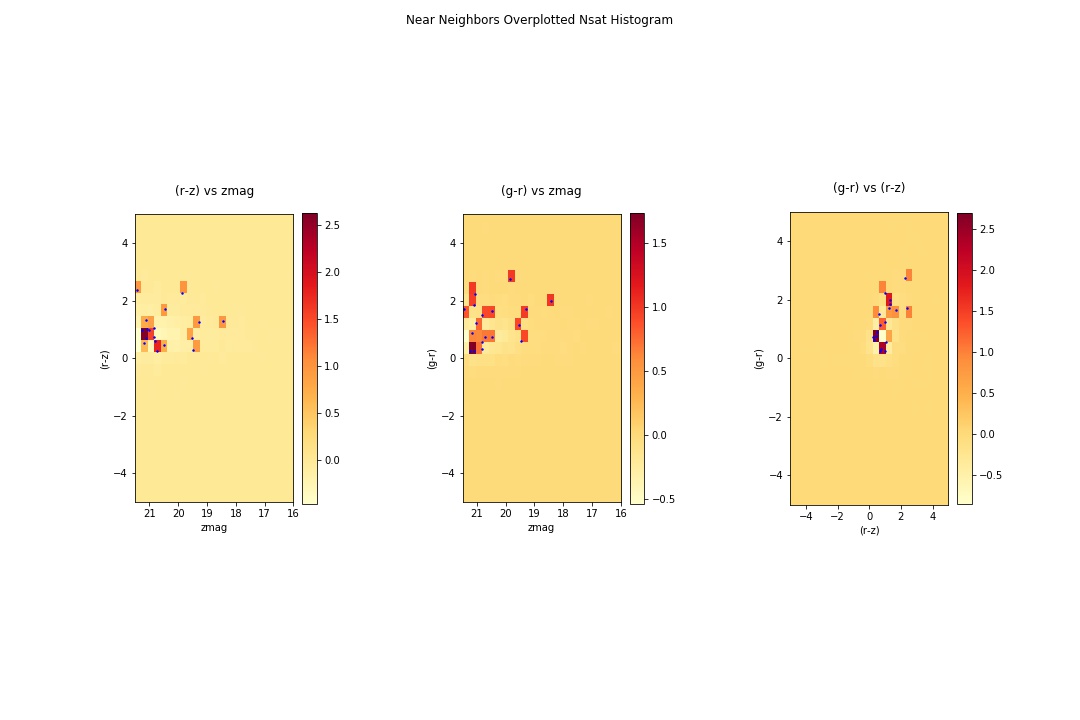 Near Neighbors Overplotted Nsat Histogram
(r-z) vs zmag
4
2
0
−2
−4
(r-z)
21 20 19 18 17 16
zmag
2.5
2.0
1.5
1.0
0.5
0.0
(g-r) vs zmag
4
2
0
−2
−4
(g-r)
21 20 19 18 17 16
zmag
1.5
1.0
0.5
0.0
−0.5
(g-r) vs (r-z)
4
2
0
−2
−4
(g-r)
−4 −2 0 2 4
(r-z)
2.5
2.0
1.5
1.0
0.5
0.0
−0.5